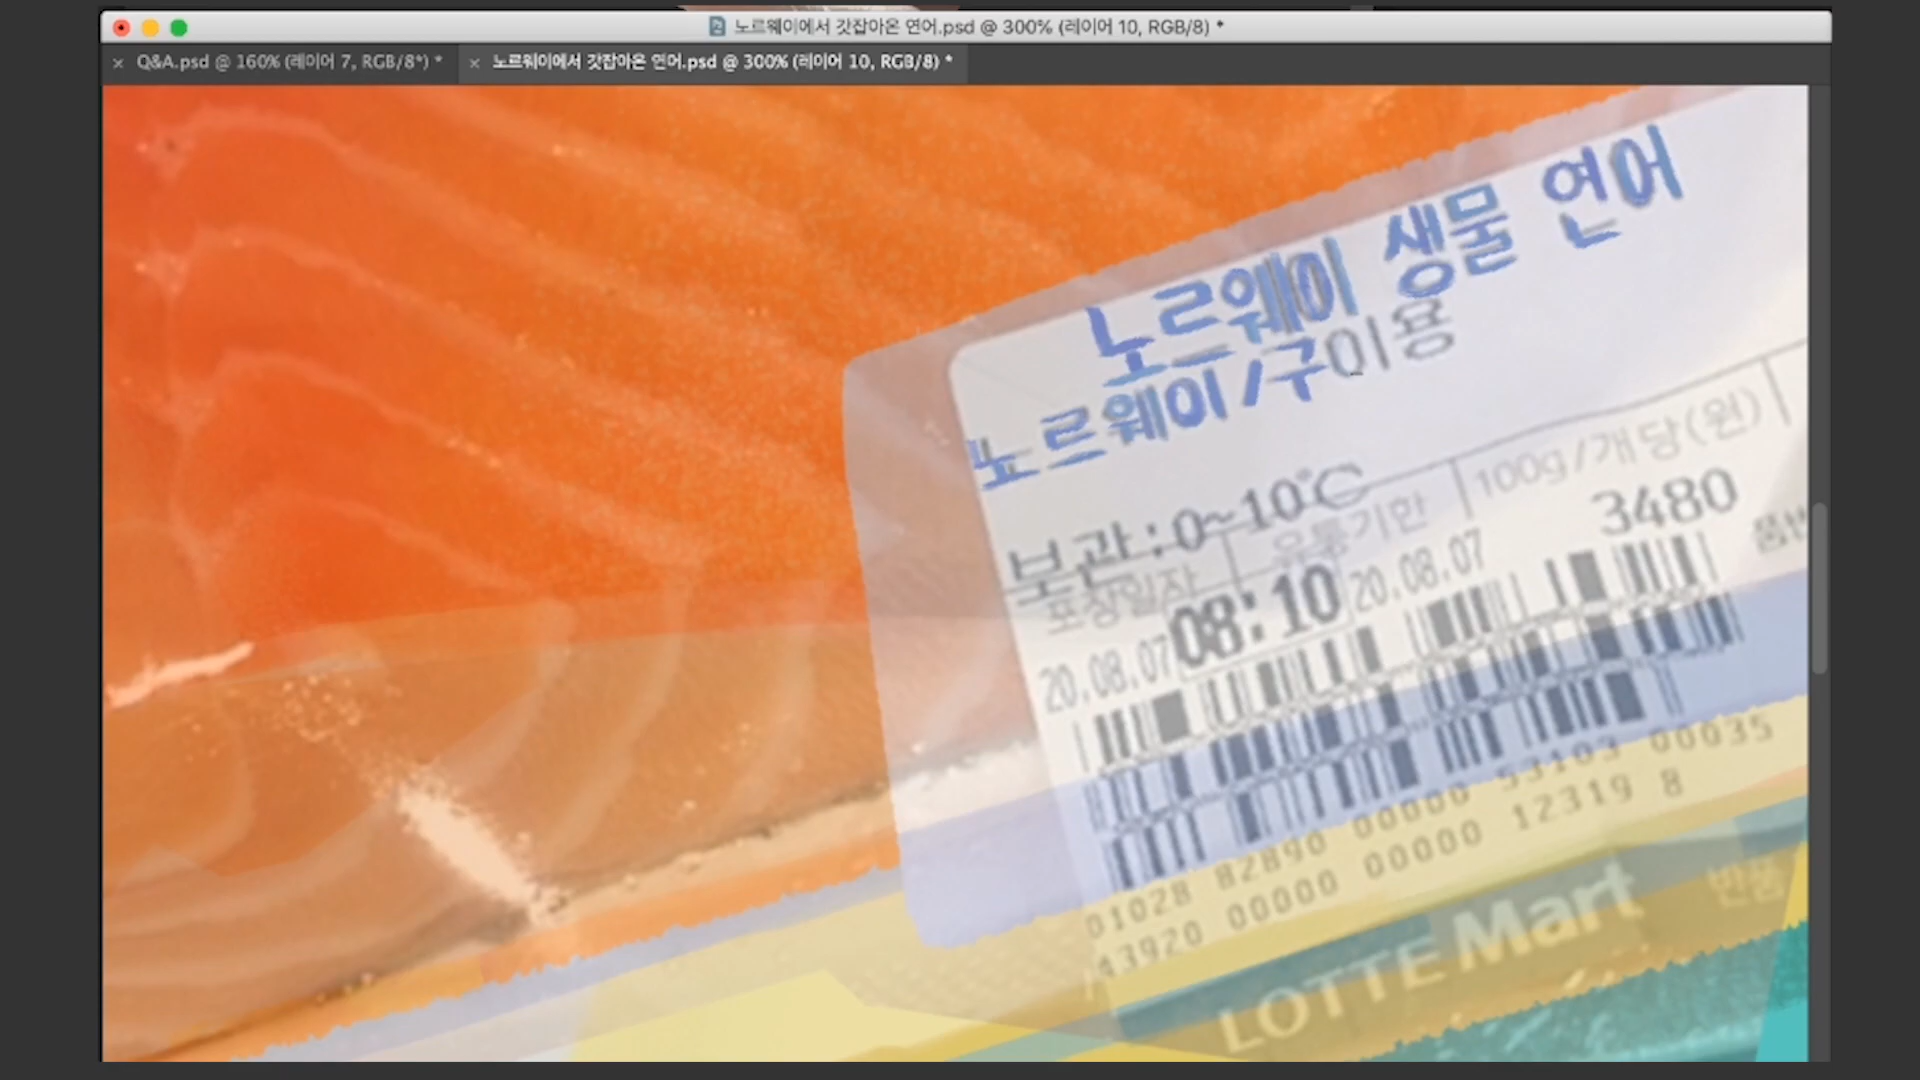 노르웨이에서 갓잡아온 연어.psd @ 300% (레이어 10, RGB/8) *
Q&A.psd @ 160% (레이어 7, RGB/8*) *
노르웨이에서 갓잡아온 연어.psd @ 300% (레이어 10, RGB/8) *
노르웨이 생물 연어
노르웨이/구이용
보관:0~10℃
포장일자 유통기한 100g/개당(원)
20.08.07 08:10 20.08.07 3480
01028 82890 00000 53103 00035
43920 00000 00000 12319 8
LOTTE Mart